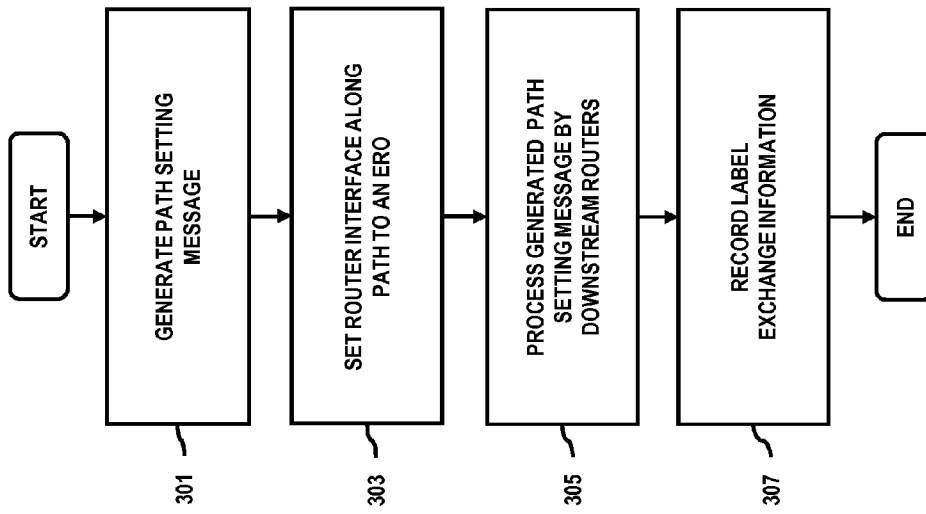 START
301
GENERATE PATH SETTING
MESSAGE
303
SET ROUTER INTERFACE ALONG
PATH TO AN ERO
305
PROCESS GENERATED PATH
SETTING MESSAGE BY
DOWNSTREAM ROUTERS
307
RECORD LABEL
EXCHANGE INFORMATION
END